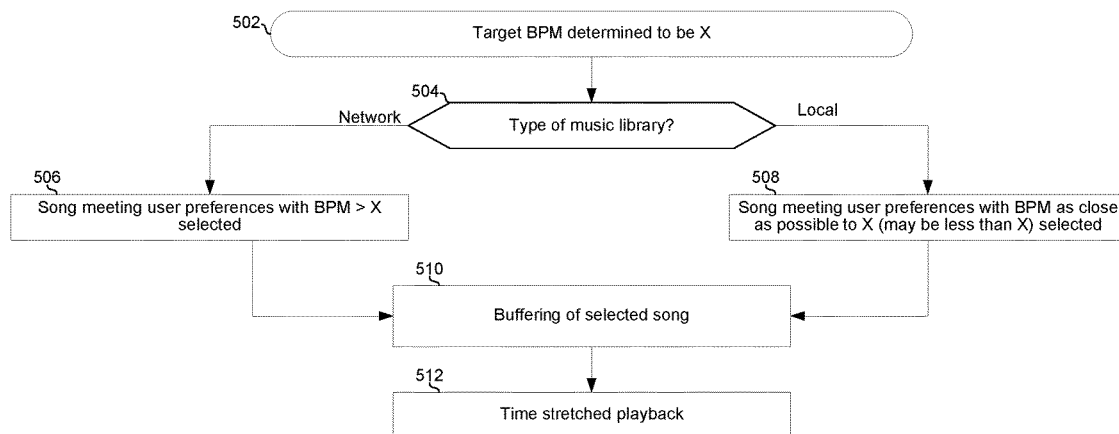 502
Target BPM determined to be X
504
Network
Type of music library?
Local
506
Song meeting user preferences with BPM > X
selected
508
Song meeting user preferences with BPM as close
as possible to X (may be less than X) selected
510
Buffering of selected song
512
Time stretched playback